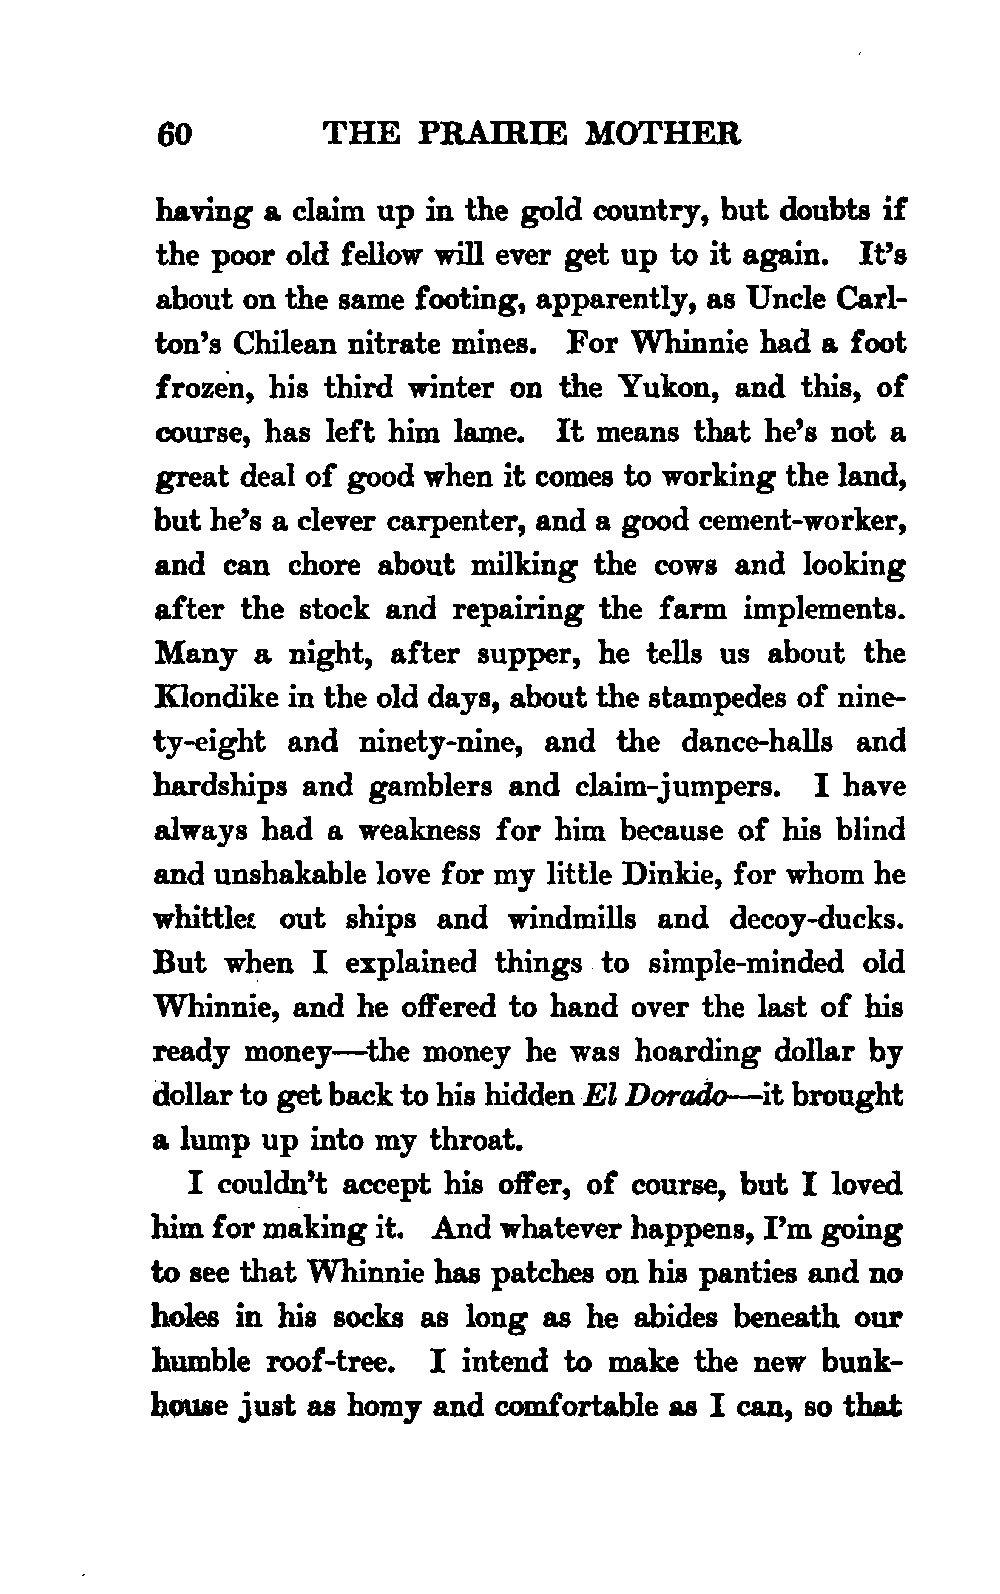 60 THE PRAIRIE MOTHER
having a claim up in the gold country, but doubts if
the poor old fellow will ever get up to it again. It's
about on the same footing, apparently, as Uncle Carl-
ton's Chilean nitrate mines. For Whinnie had a foot
frozen, his third winter on the Yukon, and this, of
course, has left him lame. It means that he's not a
great deal of good when it comes to working the land,
but he's a clever carpenter, and a good cement-worker,
and can chore about milking the cows and looking
after the stock and repairing the farm implements.
Many a night, after supper, he tells us about the
Klondike in the old days, about the stampedes of nine-
ty-eight and ninety-nine, and the dance-halls and
hardships and gamblers and claim-jumpers. I have
always had a weakness for him because of his blind
and unshakable love for my little Dinkie, for whom he
whittles out ships and windmills and decoy-ducks.
But when I explained things to simple-minded old
Whinnie, and he offered to hand over the last of his
ready money—the money he was hoarding dollar by
dollar to get back to his hidden El Dorado—it brought
a lump up into my throat.
I couldn't accept his offer, of course, but I loved
him for making it. And whatever happens, I'm going
to see that Whinnie has patches on his panties and no
holes in his socks as long as he abides beneath our
humble roof-tree. I intend to make the new bunk-
house just as homy and comfortable as I can, so that